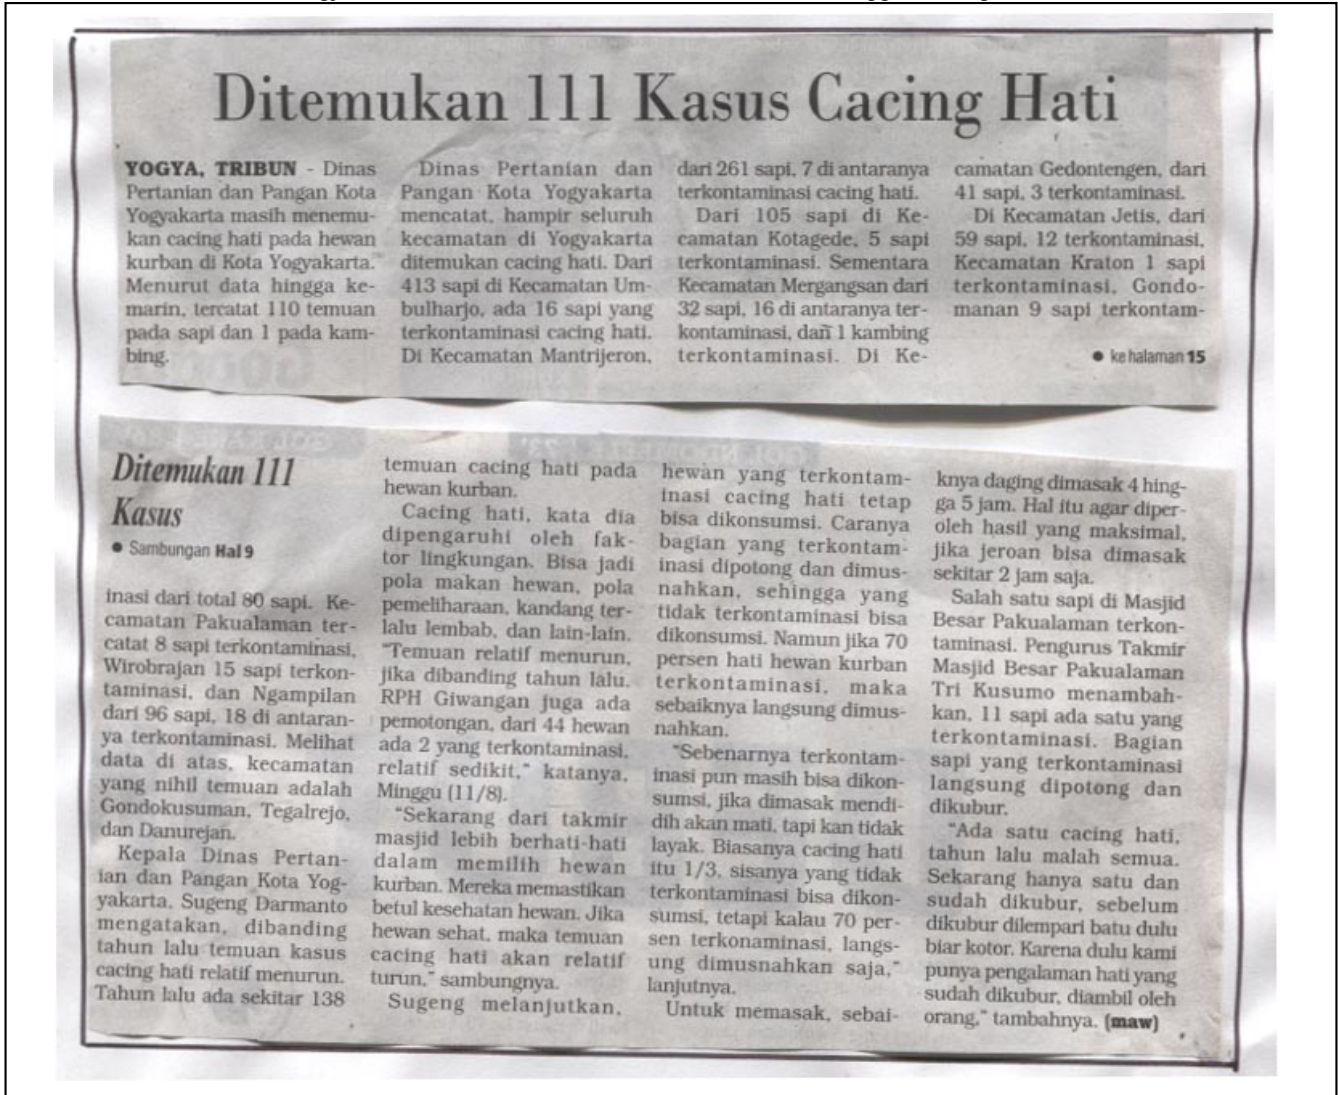 Ditemukan 111 Kasus Cacing Hati
YOGYA, TRIBUN - Dinas
Pertanian dan Pangan Kota
Yogyakarta masih menemu-
kan cacing hati pada hewan
kurban di Kota Yogyakarta.
Menurut data hingga ke-
marin, tercatat 110 temuan
pada sapi dan 1 pada kam-
bing.
Dinas Pertanian dan
Pangan Kota Yogyakarta
mencatat, hampir seluruh
kecamatan di Yogyakarta
ditemukan cacing hati. Dari
413 sapi di Kecamatan Um-
bulharjo, ada 16 sapi yang
terkontaminasi cacing hati.
Di Kecamatan Mantrijeron,
dari 261 sapi, 7 di antaranya
terkontaminasi cacing hati.
Dari 105 sapi di Ke-
camatan Kotagede, 5 sapi
terkontaminasi. Sementara
Kecamatan Mergangsan dari
32 sapi, 16 di antaranya ter-
kontaminasi, dan 1 kambing
terkontaminasi. Di Ke-
camatan Gedontengen, dari
41 sapi, 3 terkontaminasi.
Di Kecamatan Jetis, dari
59 sapi, 12 terkontaminasi,
Kecamatan Kraton 1 sapi
terkontaminasi, Gondo-
manan 9 sapi terkontam-
● ke halaman 15
Ditemukan 111
Kasus
● Sambungan Hal 9
inasi dari total 80 sapi. Ke-
camatan Pakualaman ter-
catat 8 sapi terkontaminasi,
Wirobrajan 15 sapi terkon-
taminasi, dan Ngampilan
dari 96 sapi, 18 di antaran-
ya terkontaminasi. Melihat
data di atas, kecamatan
yang nihil temuan adalah
Gondokusuman, Tegalrejo,
dan Danurejan.
Kepala Dinas Pertan-
ian dan Pangan Kota Yog-
yakarta, Sugeng Darmanto
mengatakan, dibanding
tahun lalu temuan kasus
cacing hati relatif menurun.
Tahun lalu ada sekitar 138
temuan cacing hati pada
hewan kurban.
Cacing hati, kata dia
dipengaruhi oleh fak-
tor lingkungan. Bisa jadi
pola makan hewan, pola
pemeliharaan, kandang ter-
lalu lembab, dan lain-lain.
"Temuan relatif menurun,
jika dibanding tahun lalu.
RPH Giwangan juga ada
pemotongan, dari 44 hewan
ada 2 yang terkontaminasi,
relatif sedikit," katanya,
Minggu (11/8).
"Sekarang dari takmir
masjid lebih berhati-hati
dalam memilih hewan
kurban. Mereka memastikan
betul kesehatan hewan. Jika
hewan sehat, maka temuan
cacing hati akan relatif
turun," sambungnya.
Sugeng melanjutkan,
hewan yang terkontam-
inasi cacing hati tetap
bisa dikonsumsi. Caranya
bagian yang terkontam-
inasi dipotong dan dimus-
nahkan, sehingga yang
tidak terkontaminasi bisa
dikonsumsi. Namun jika 70
persen hati hewan kurban
terkontaminasi, maka
sebaiknya langsung dimus-
nahkan.
"Sebenarnya terkontam-
inasi pun masih bisa dikon-
sumsi, jika dimasak mendi-
dih akan mati, tapi kan tidak
layak. Biasanya cacing hati
itu 1/3, sisanya yang tidak
terkontaminasi bisa dikon-
sumsi, tetapi kalau 70 per-
sen terkonaminasi, langs-
ung dimusnahkan saja,"
lanjutnya.
Untuk memasak, sebai-
knya daging dimasak 4 hing-
ga 5 jam. Hal itu agar diper-
oleh hasil yang maksimal,
jika jeroan bisa dimasak
sekitar 2 jam saja.
Salah satu sapi di Masjid
Besar Pakualaman terkon-
taminasi. Pengurus Takmir
Masjid Besar Pakualaman
Tri Kusumo menambah-
kan, 11 sapi ada satu yang
terkontaminasi. Bagian
sapi yang terkontaminasi
langsung dipotong dan
dikubur.
"Ada satu cacing hati,
tahun lalu malah semua.
Sekarang hanya satu dan
sudah dikubur, sebelum
dikubur dilempari batu dulu
biar kotor. Karena dulu kami
punya pengalaman hati yang
sudah dikubur, diambil oleh
orang," tambahnya. (maw)